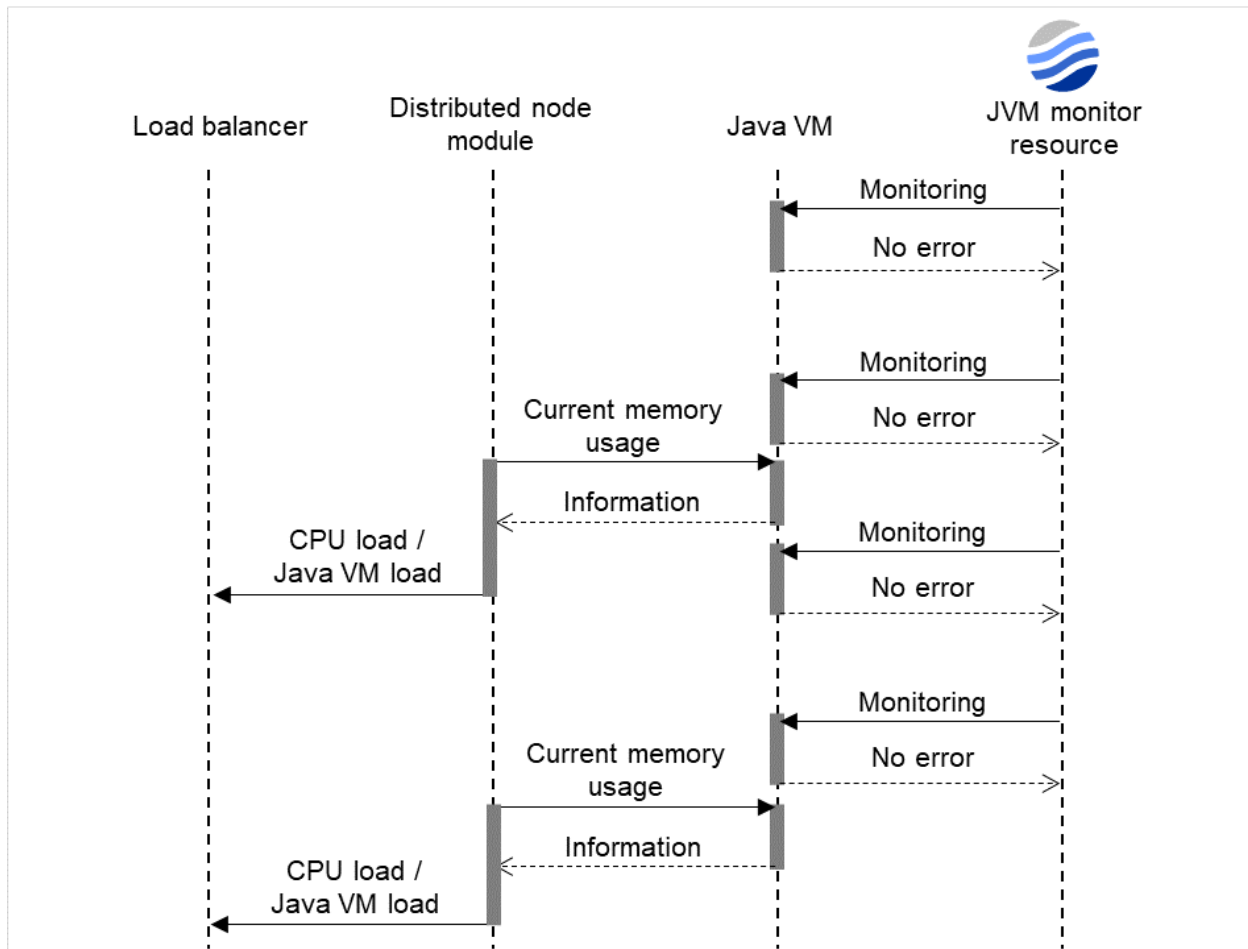 Load balancer
Distributed node
module
Java VM
JVM monitor
resource
Monitoring
No error
Monitoring
No error
Current memory
usage
Information
Monitoring
CPU load /
Java VM load
No error
Monitoring
No error
Current memory
usage
Information
CPU load /
Java VM load